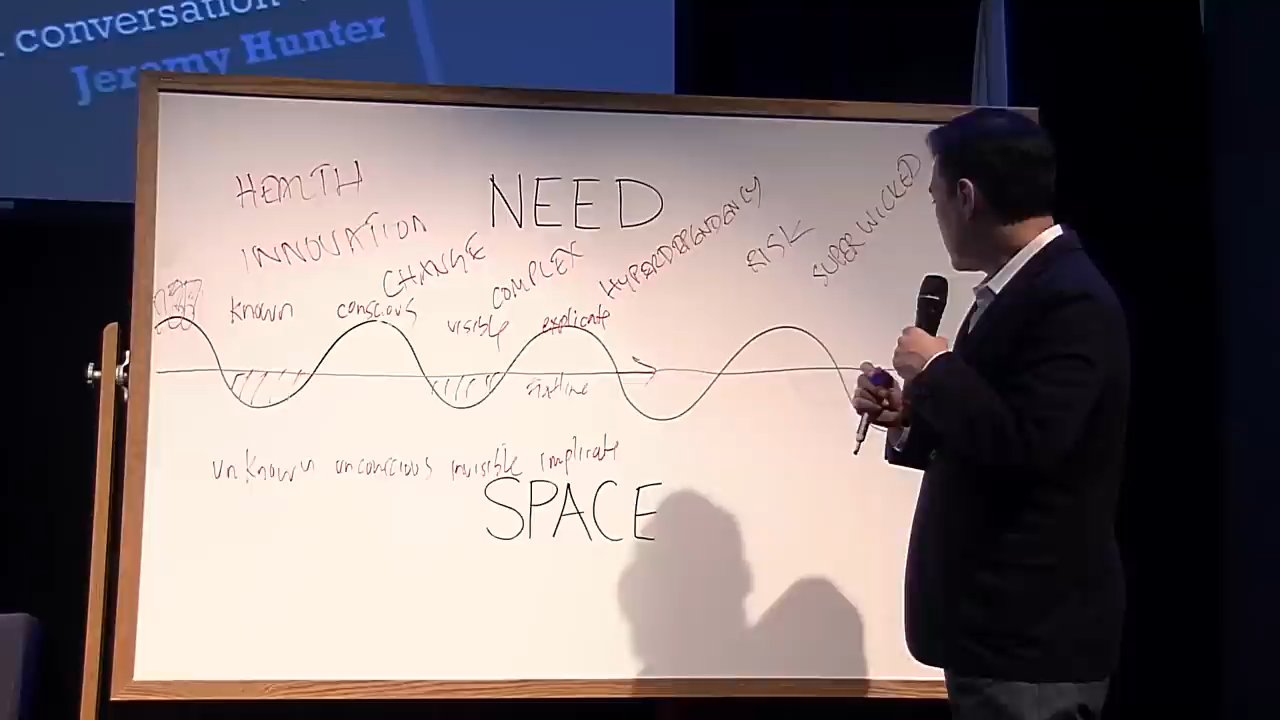 conversation
Jeremy Hunter
HEALTH
NEED
INNOVATION
CHANGE
COMPLEX
HYPERDEPENDENCY
RISK
SUPER WICKED
known
conscious
visible
explicate
unknown unconscious invisible implicate
SPACE